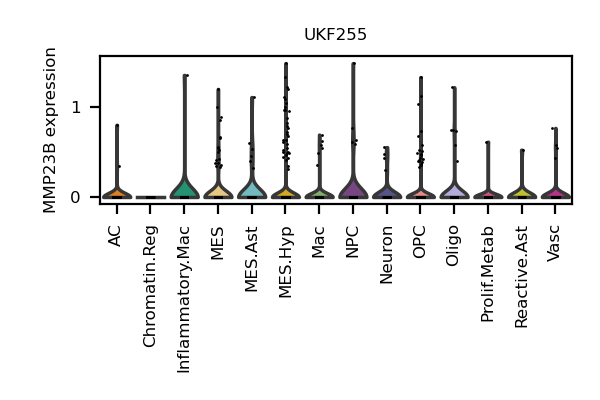 UKF255
MMP23B expression
1
0
AC
Chromatin.Reg
Inflammatory.Mac
MES
MES.Ast
MES.Hyp
Mac
NPC
Neuron
OPC
Oligo
Prolif.Metab
Reactive.Ast
Vasc